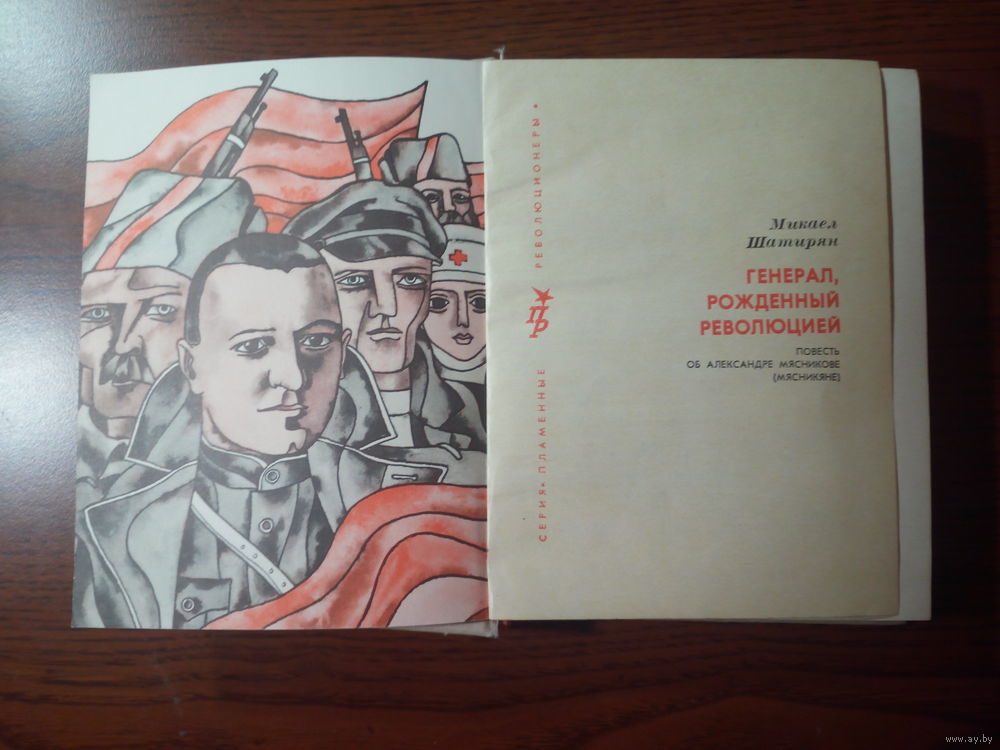 СЕРИЯ • ПЛАМЕННЫЕ
ПР
РЕВОЛЮЦИОНЕРЫ •
Микаел
Шатирян
ГЕНЕРАЛ,
РОЖДЕННЫЙ
РЕВОЛЮЦИЕЙ
ПОВЕСТЬ
ОБ АЛЕКСАНДРЕ МЯСНИКОВЕ
(МЯСНИКЯНЕ)
www.ay.by